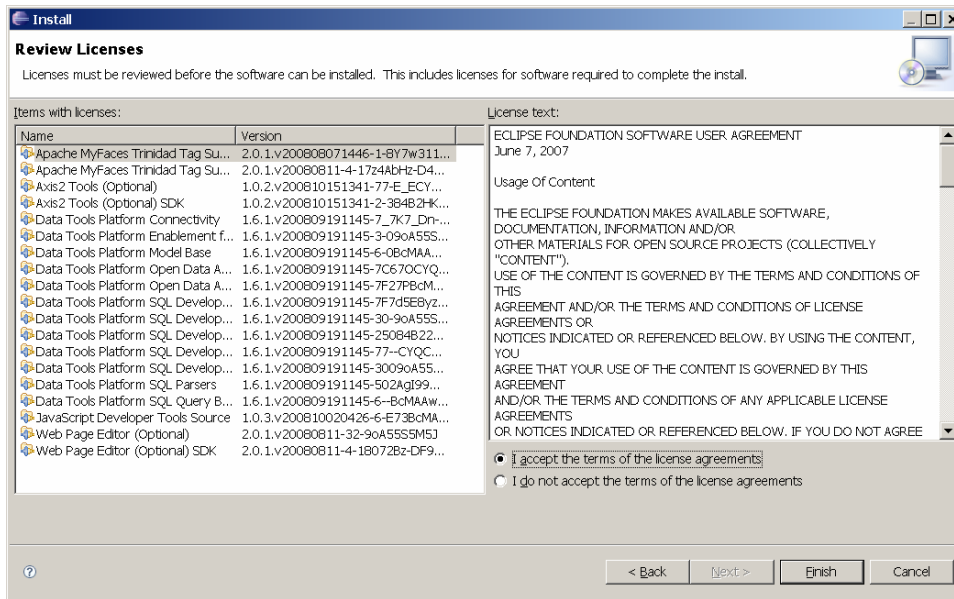 Install
Review Licenses
Licenses must be reviewed before the software can be installed. This includes licenses for software required to complete the install.
Items with licenses:
Name Version
Apache MyFaces Trinidad Tag Su... 2.0.1.v200808071446-1-8Y7w311...
Apache MyFaces Trinidad Tag Su... 2.0.1.v20080811-4-17z4AbHz-D4...
Axis2 Tools (Optional) 1.0.2.v200810151341-77-E_ECY...
Axis2 Tools (Optional) SDK 1.0.2.v200810151341-2-384B2HK...
Data Tools Platform Connectivity 1.6.1.v200809191145-7_7K7_Dn-...
Data Tools Platform Enablement f... 1.6.1.v200809191145-3-09oA55S...
Data Tools Platform Model Base 1.6.1.v200809191145-6-0BcMAA...
Data Tools Platform Open Data A... 1.6.1.v200809191145-7C67OCYQ...
Data Tools Platform Open Data A... 1.6.1.v200809191145-7F27PBcM...
Data Tools Platform SQL Develop... 1.6.1.v200809191145-7F7d5EByz...
Data Tools Platform SQL Develop... 1.6.1.v200809191145-30-9oA55S...
Data Tools Platform SQL Develop... 1.6.1.v200809191145-25084B22...
Data Tools Platform SQL Develop... 1.6.1.v200809191145-77--CYQC...
Data Tools Platform SQL Develop... 1.6.1.v200809191145-3009oA55...
Data Tools Platform SQL Parsers 1.6.1.v200809191145-502AgI99...
Data Tools Platform SQL Query B... 1.6.1.v200809191145-6--BcMAAw...
JavaScript Developer Tools Source 1.0.3.v200810020426-6-E73BcMA...
Web Page Editor (Optional) 2.0.1.v20080811-32-9oA55S5M5J
Web Page Editor (Optional) SDK 2.0.1.v20080811-4-18072Bz-DF9...
License text:
ECLIPSE FOUNDATION SOFTWARE USER AGREEMENT
June 7, 2007
Usage Of Content
THE ECLIPSE FOUNDATION MAKES AVAILABLE SOFTWARE,
DOCUMENTATION, INFORMATION AND/OR
OTHER MATERIALS FOR OPEN SOURCE PROJECTS (COLLECTIVELY
"CONTENT").
USE OF THE CONTENT IS GOVERNED BY THE TERMS AND CONDITIONS OF
THIS
AGREEMENT AND/OR THE TERMS AND CONDITIONS OF LICENSE
AGREEMENTS OR
NOTICES INDICATED OR REFERENCED BELOW. BY USING THE CONTENT,
YOU
AGREE THAT YOUR USE OF THE CONTENT IS GOVERNED BY THIS
AGREEMENT
AND/OR THE TERMS AND CONDITIONS OF ANY APPLICABLE LICENSE
AGREEMENTS
OR NOTICES INDICATED OR REFERENCED BELOW. IF YOU DO NOT AGREE
I accept the terms of the license agreements
I do not accept the terms of the license agreements
< Back Next > Finish Cancel